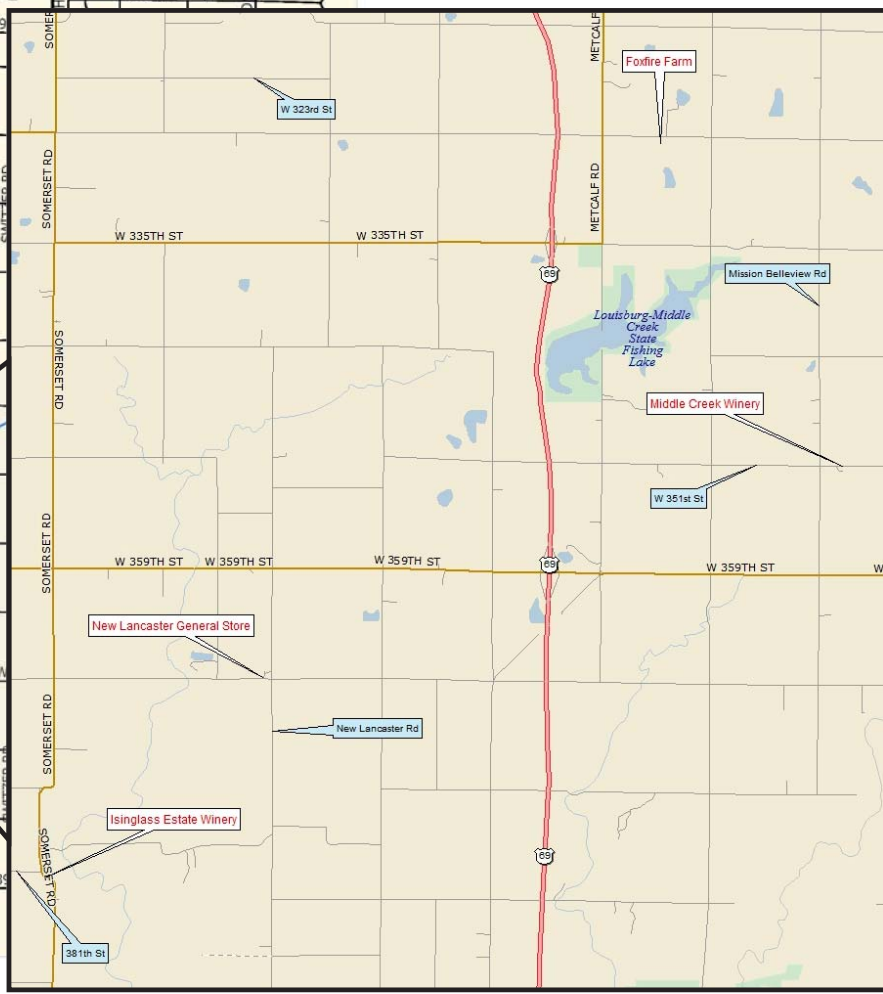 SOMER
METCALF
Foxfire Farm
W 323rd St
SOMERSET RD
METCALF RD
W 335TH ST
W 335TH ST
69
Mission Belleview Rd
Louisburg-Middle
Creek
State
Fishing
Lake
SOMERSET RD
Middle Creek Winery
W 351st St
SOMERSET RD
W 359TH ST
W 359TH ST
W 359TH ST
69
W 359TH ST
W
New Lancaster General Store
SOMERSET RD
New Lancaster Rd
Isinglass Estate Winery
SOMERSET RD
69
381th St